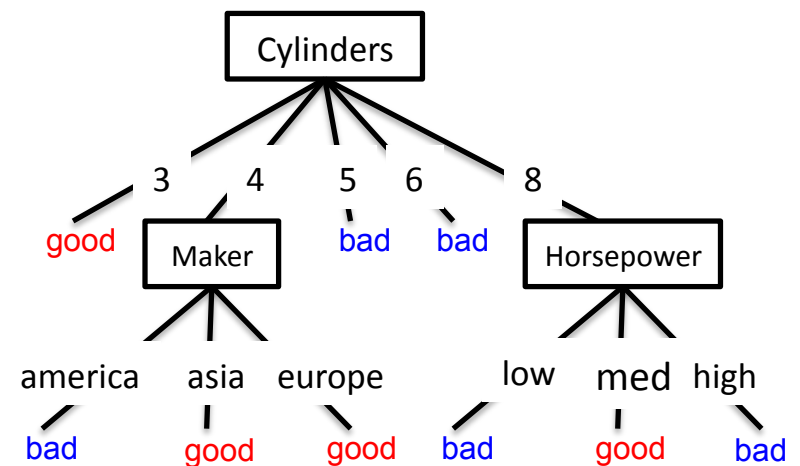 Cylinders
3 4 5 6 8
good Maker bad bad Horsepower
america asia europe low med high
bad good good bad good bad